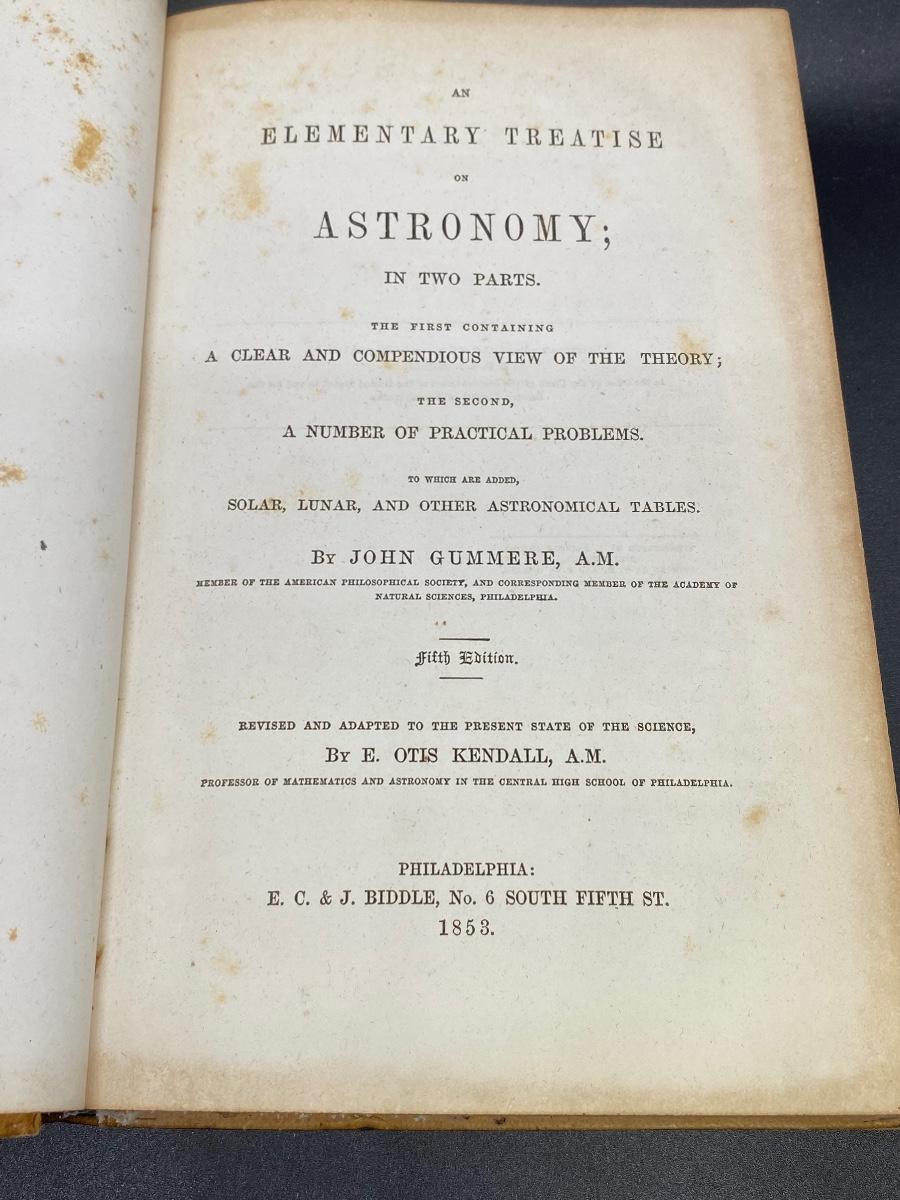 AN
ELEMENTARY TREATISE
ON
ASTRONOMY;
IN TWO PARTS.
THE FIRST CONTAINING
A CLEAR AND COMPENDIOUS VIEW OF THE THEORY;
THE SECOND,
A NUMBER OF PRACTICAL PROBLEMS.
TO WHICH ARE ADDED,
SOLAR, LUNAR, AND OTHER ASTRONOMICAL TABLES.
BY JOHN GUMMERE, A.M.
MEMBER OF THE AMERICAN PHILOSOPHICAL SOCIETY, AND CORRESPONDING MEMBER OF THE ACADEMY OF
NATURAL SCIENCES, PHILADELPHIA.
Fifth Edition.
REVISED AND ADAPTED TO THE PRESENT STATE OF THE SCIENCE,
BY E. OTIS KENDALL, A.M.
PROFESSOR OF MATHEMATICS AND ASTRONOMY IN THE CENTRAL HIGH SCHOOL OF PHILADELPHIA.
PHILADELPHIA:
E. C. & J. BIDDLE, No. 6 SOUTH FIFTH ST.
1853.